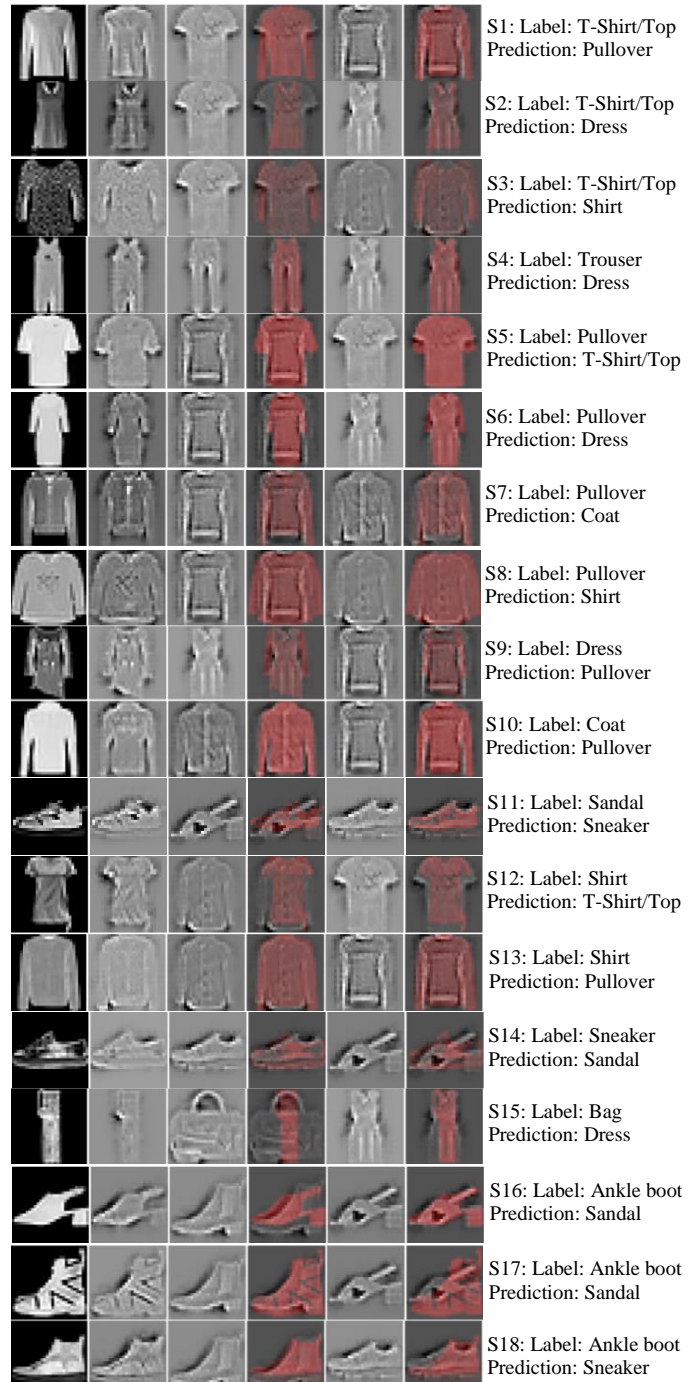 S1: Label: T-Shirt/Top
Prediction: Pullover
S2: Label: T-Shirt/Top
Prediction: Dress
S3: Label: T-Shirt/Top
Prediction: Shirt
S4: Label: Trouser
Prediction: Dress
S5: Label: Pullover
Prediction: T-Shirt/Top
S6: Label: Pullover
Prediction: Dress
S7: Label: Pullover
Prediction: Coat
S8: Label: Pullover
Prediction: Shirt
S9: Label: Dress
Prediction: Pullover
S10: Label: Coat
Prediction: Pullover
S11: Label: Sandal
Prediction: Sneaker
S12: Label: Shirt
Prediction: T-Shirt/Top
S13: Label: Shirt
Prediction: Pullover
S14: Label: Sneaker
Prediction: Sandal
S15: Label: Bag
Prediction: Dress
S16: Label: Ankle boot
Prediction: Sandal
S17: Label: Ankle boot
Prediction: Sandal
S18: Label: Ankle boot
Prediction: Sneaker